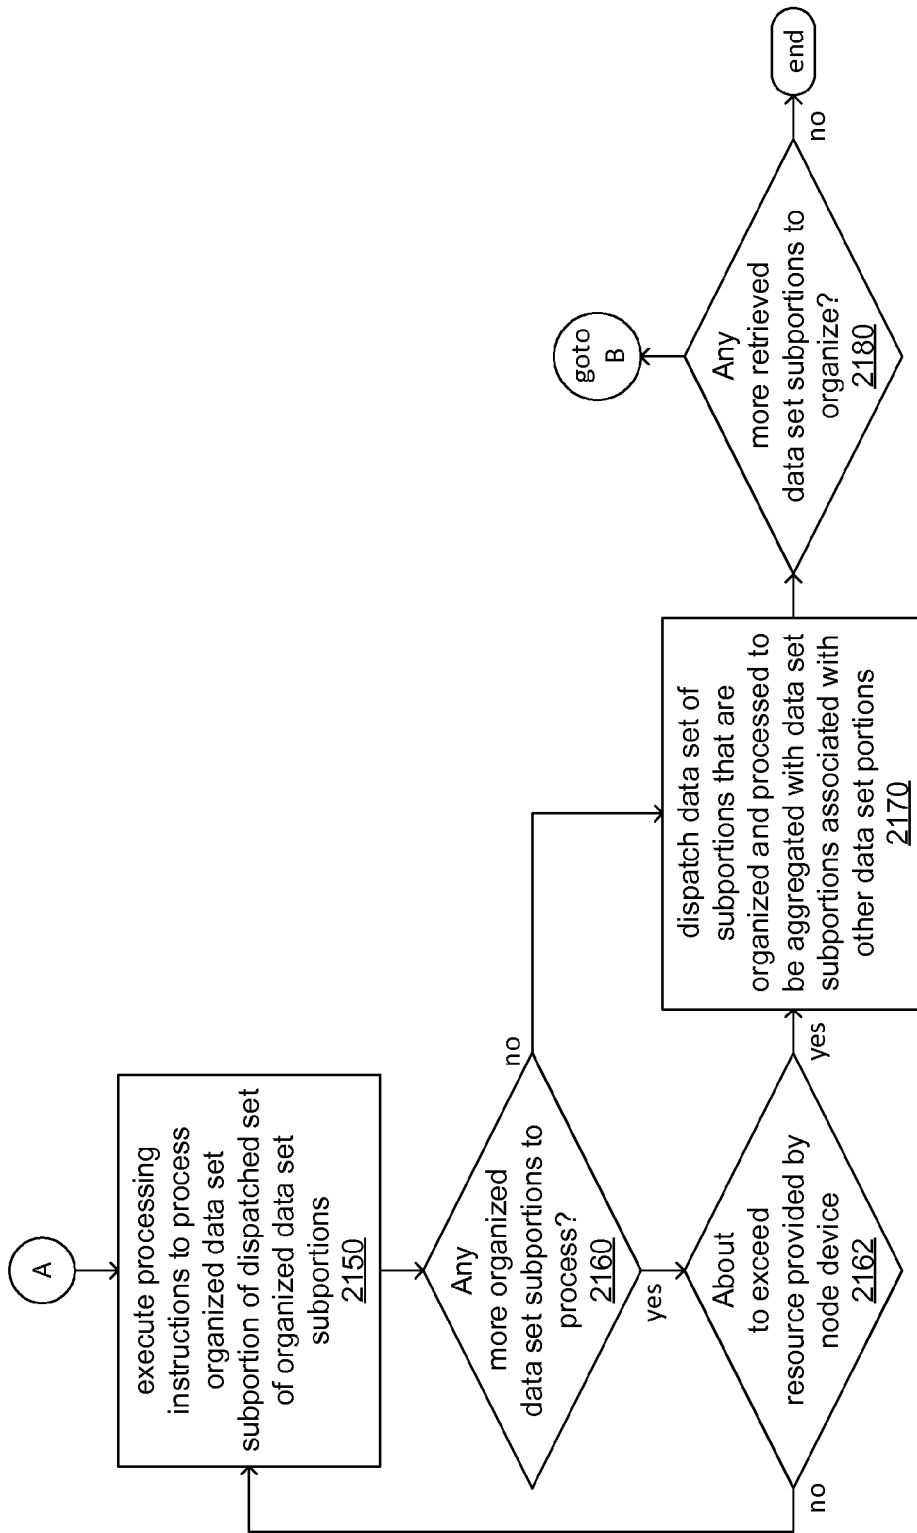 A
execute processing
instructions to process
organized data set
subportion of dispatched set
of organized data set
subportions
2150
Any
more organized
data set subportions to
process?
2160
no
yes
About
to exceed
resource provided by
node device
2162
no
yes
dispatch data set of
subportions that are
organized and processed to
be aggregated with data set
subportions associated with
other data set portions
2170
Any
more retrieved
data set subportions to
organize?
2180
goto
B
no
end